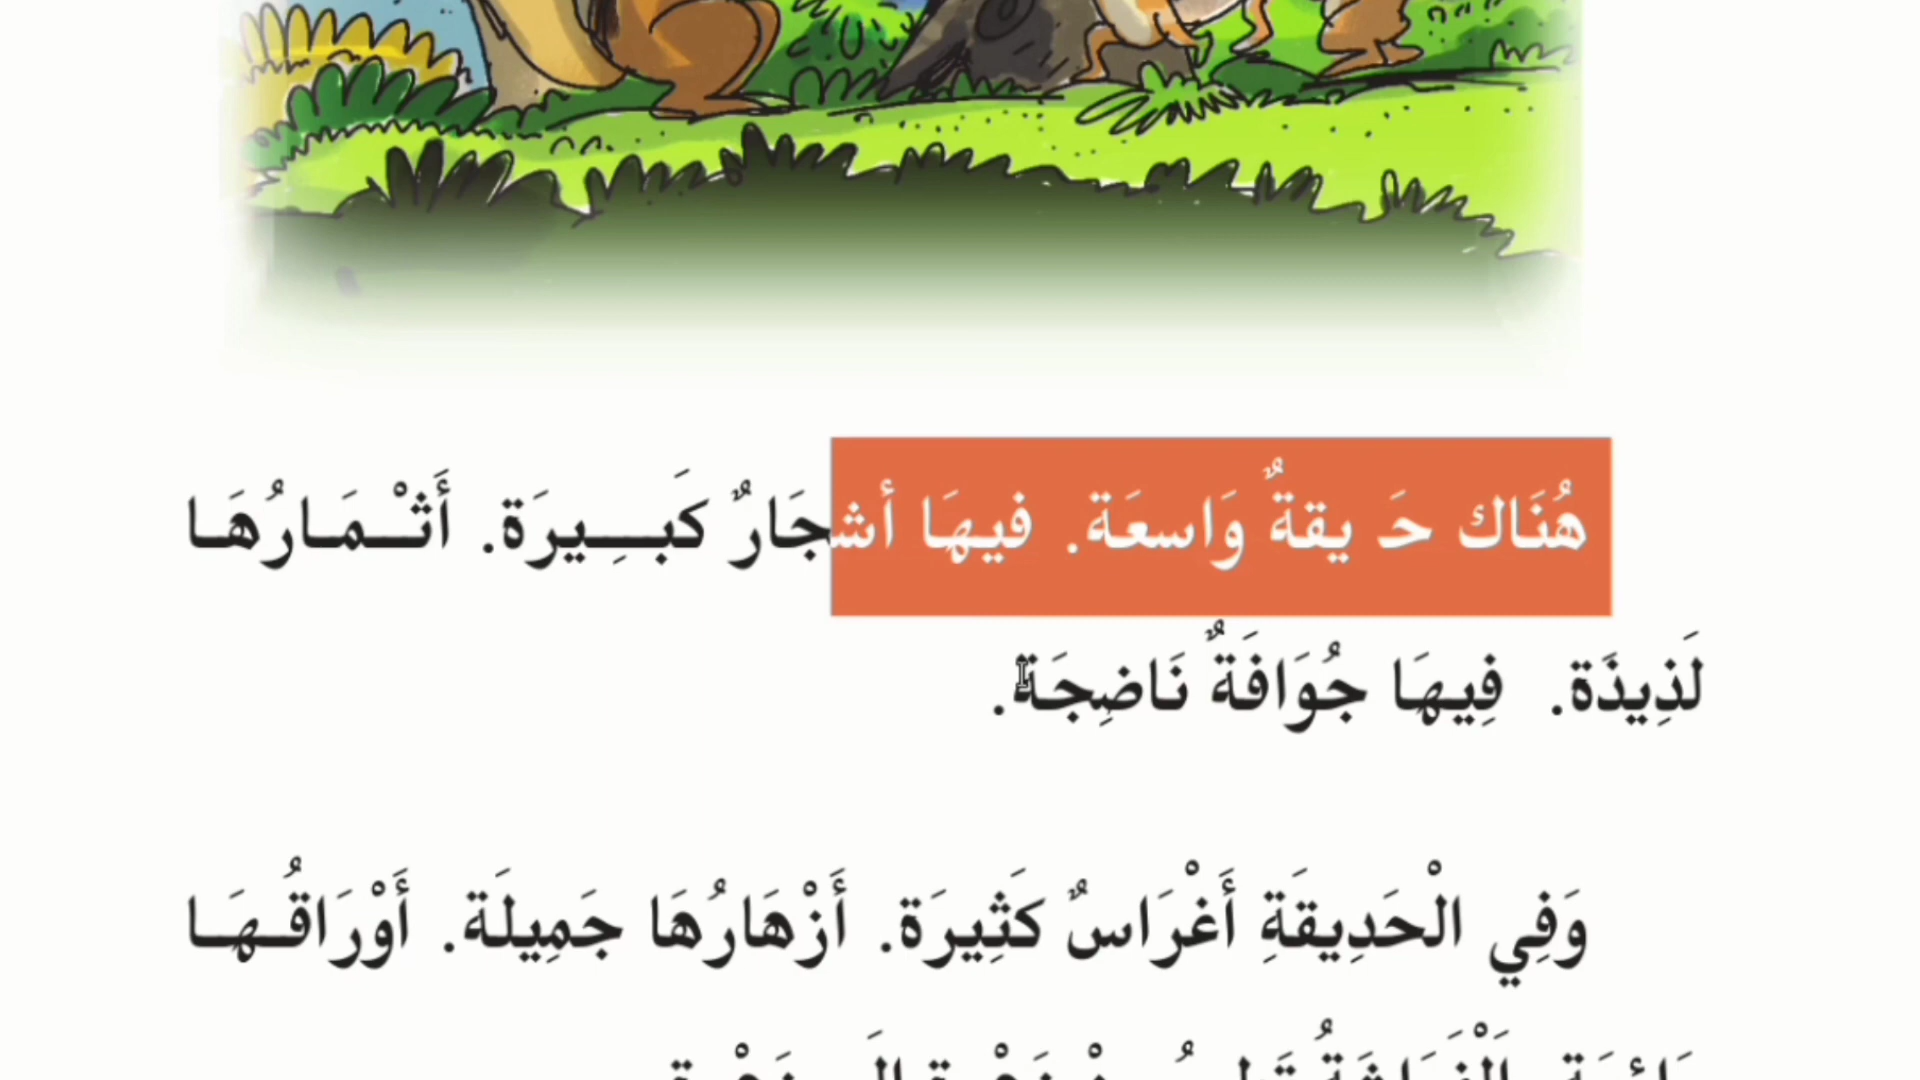 هُنَاك حَ يقةٌ وَاسعَة. فيهَا أشجَارٌ كَبِيرَة. أَثْمَارُهَا
لَذِيذَة. فِيهَا جُوَافَةٌ نَاضِجَة.
وَفِي الْحَدِيقَةِ أَغْرَاسٌ كَثِيرَة. أَزْهَارُهَا جَمِيلَة. أَوْرَاقُهَا